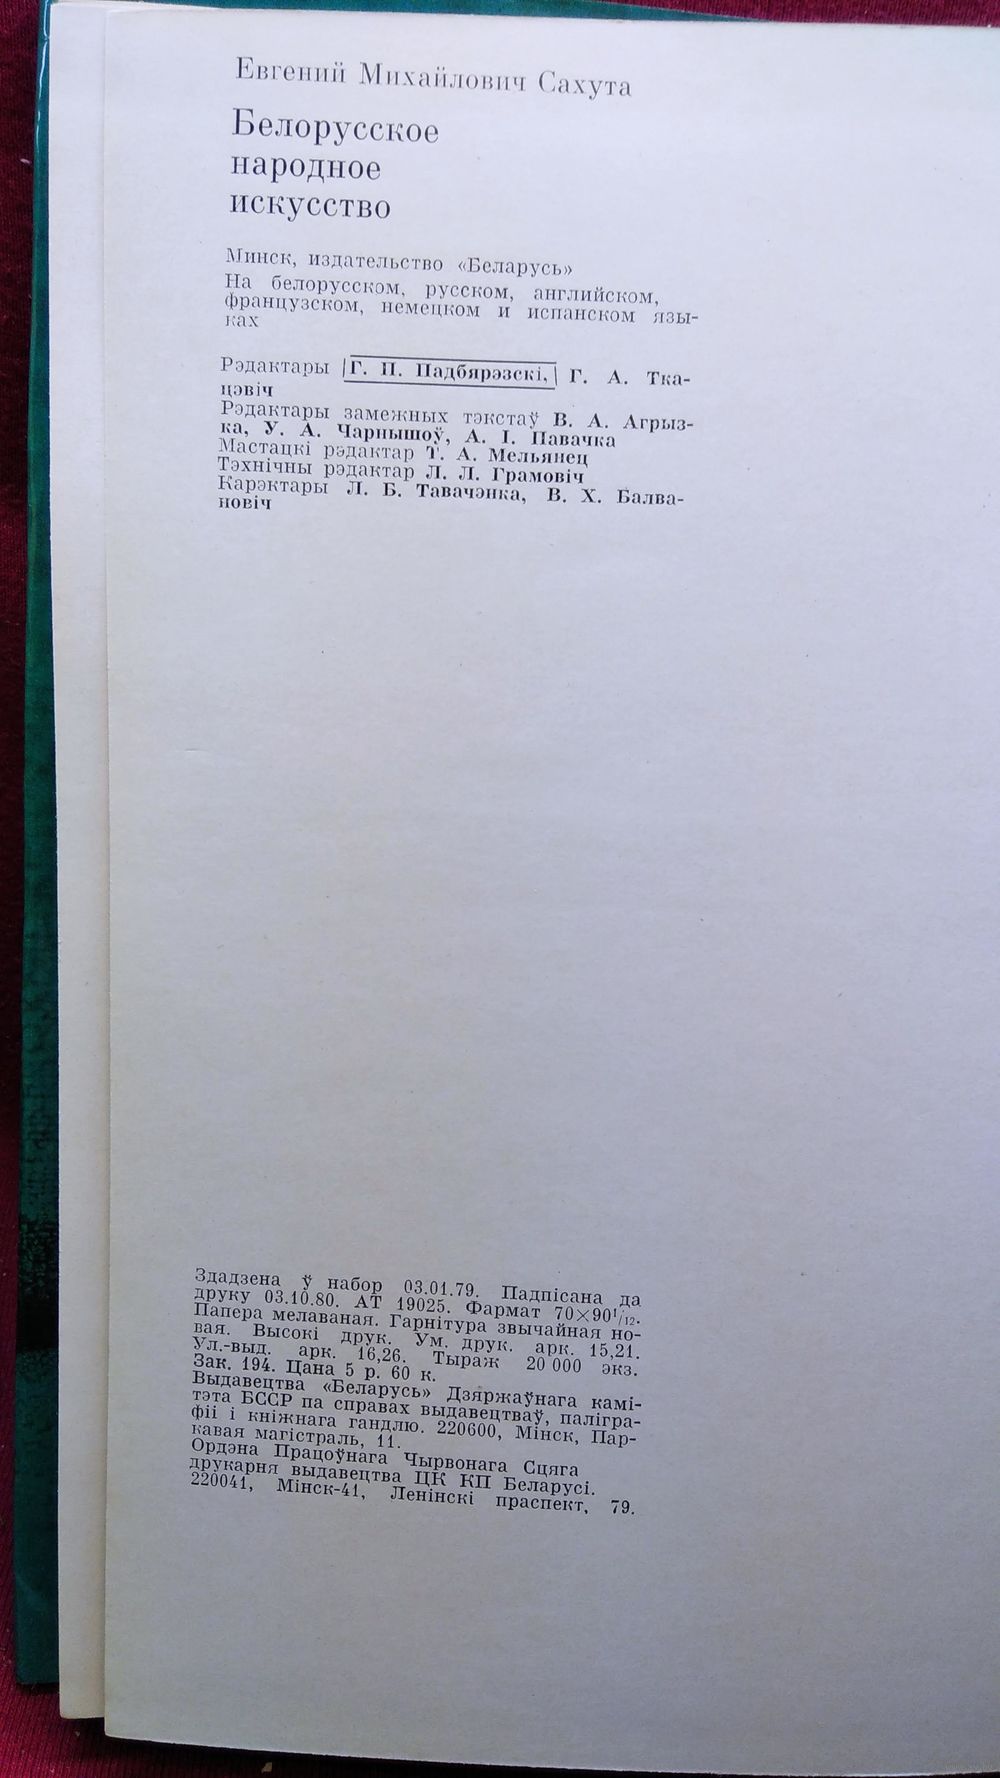 Евгений Михайлович Сахута
Белорусское
народное
искусство
Минск, издательство «Беларусь»
На белорусском, русском, английском,
французском, немецком и испанском язы-
ках
Рэдактары Г. П. Падбярэзскі, Г. А. Тка-
цэвіч
Рэдактары замежных тэкстаў В. А. Агрыз-
ка, У. А. Чарнышоў, А. І. Павачка
Мастацкі рэдактар Т. А. Мельянец
Тэхнічны рэдактар Л. Л. Грамовіч
Карэктары Л. Б. Тавачэнка, В. Х. Балва-
новіч
Здадзена ў набор 03.01.79. Падпісана да
друку 03.10.80. АТ 19025. Фармат 70×90¹/₁₂.
Папера мелаваная. Гарнітура звычайная но-
вая. Высокі друк. Ум. друк. арк. 15,21.
Ул.-выд. арк. 16,26. Тыраж 20 000 экз.
Зак. 194. Цана 5 р. 60 к.
Выдавецтва «Беларусь» Дзяржаўнага камі-
тэта БССР па справах выдавецтваў, палігра-
фіі і кніжнага гандлю. 220600, Мінск, Пар-
кавая магістраль, 11.
Ордэна Працоўнага Чырвонага Сцяга
друкарня выдавецтва ЦК КП Беларусі.
220041, Мінск-41, Ленінскі праспект, 79.